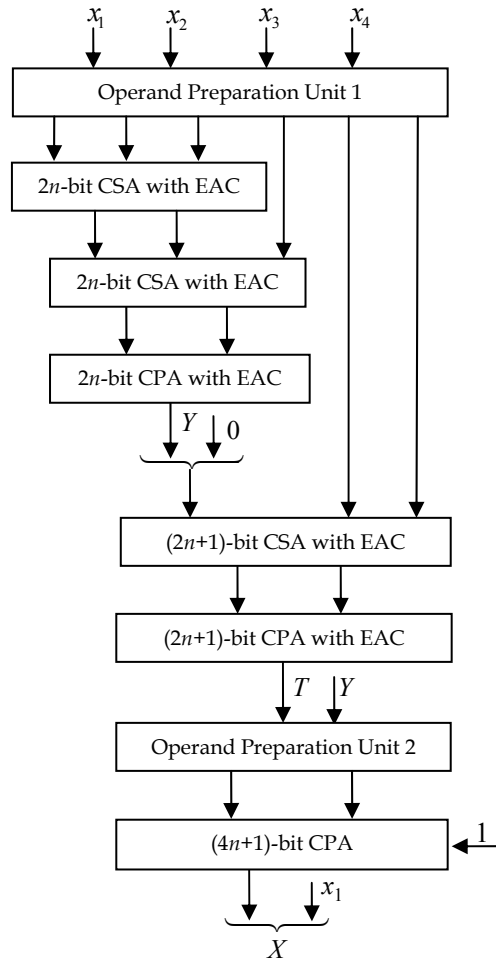 x₁ x₂ x₃ x₄
Operand Preparation Unit 1
2n-bit CSA with EAC
2n-bit CSA with EAC
2n-bit CPA with EAC
Y 0
(2n+1)-bit CSA with EAC
(2n+1)-bit CPA with EAC
T Y
Operand Preparation Unit 2
(4n+1)-bit CPA 1
x₁
X